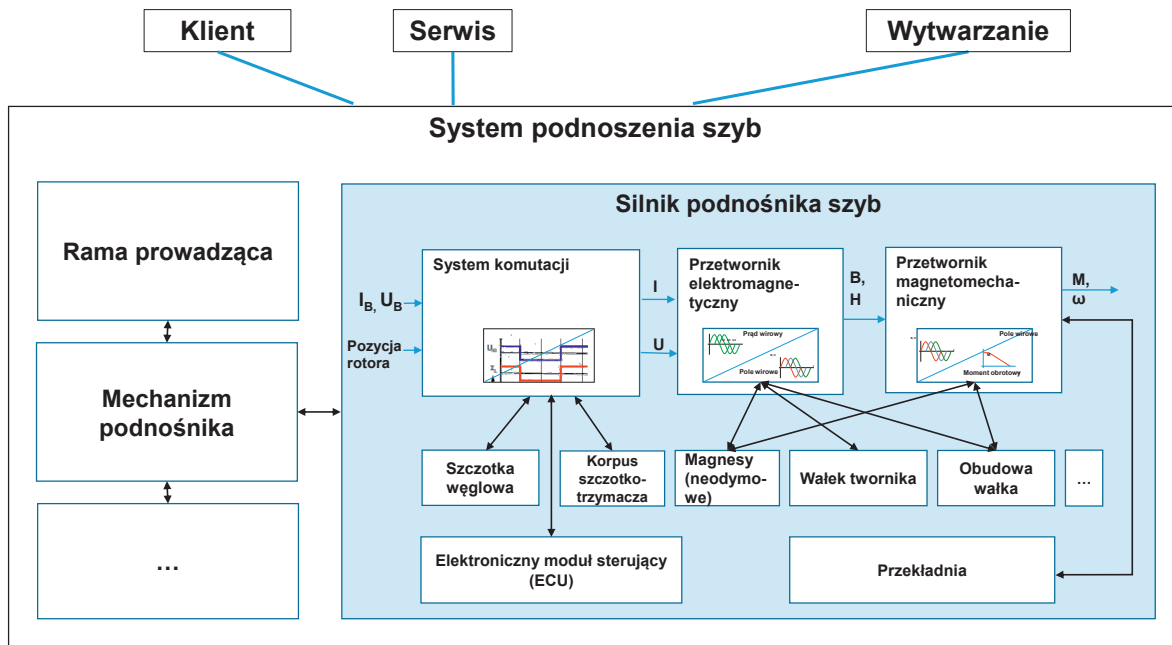 Klient
Serwis
Wytwarzanie
System podnoszenia szyb
Rama prowadząca
Mechanizm
podnośnika
...
Silnik podnośnika szyb
I_B, U_B
Pozycja
rotora
System komutacji
I
U
Przetwornik
elektromagne-
tyczny
Prąd wirowy
Pole wirowe
B,
H
Przetwornik
magnetomecha-
niczny
Pole wirowe
Moment obrotowy
M,
ω
Szczotka
węglowa
Korpus
szczotko-
trzymacza
Magnesy
(neodymo-
we)
Wałek twornika
Obudowa
wałka
...
Elektroniczny moduł sterujący
(ECU)
Przekładnia